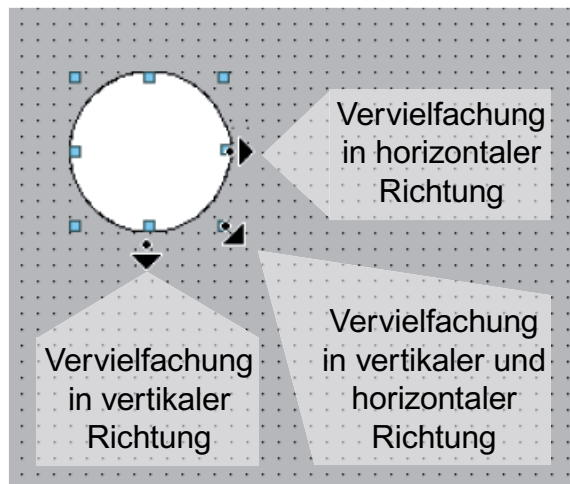 Vervielfachung
in horizontaler
Richtung
Vervielfachung
in vertikaler
Richtung
Vervielfachung
in vertikaler und
horizontaler
Richtung